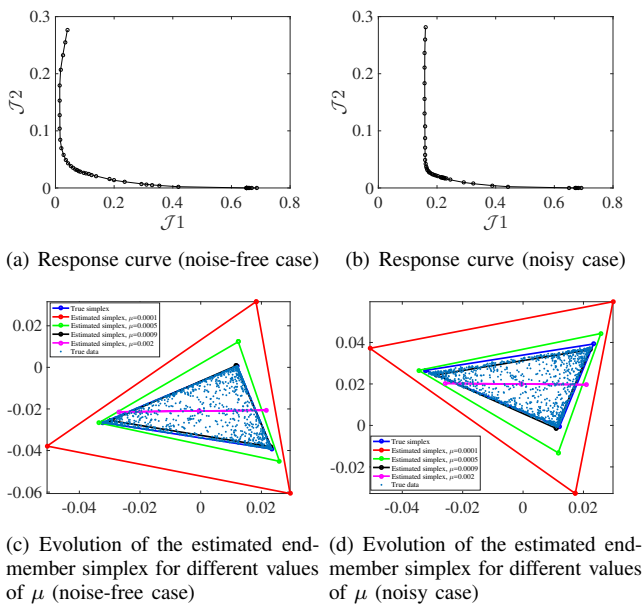 0.3
0.2
0.1
0
J2
0 0.2 0.4 0.6 0.8
J1
(a) Response curve (noise-free case)
0.3
0.2
0.1
0
J2
0 0.2 0.4 0.6 0.8
J1
(b) Response curve (noisy case)
True simplex
Estimated simplex, μ=0.0001
Estimated simplex, μ=0.0005
Estimated simplex, μ=0.0009
Estimated simplex, μ=0.002
True data
0
-0.02
-0.04
-0.06
-0.04 -0.02 0 0.02
(c) Evolution of the estimated end-
member simplex for different values
of μ (noise-free case)
0.04
0.02
0
-0.02
True simplex
Estimated simplex, μ=0.0001
Estimated simplex, μ=0.0005
Estimated simplex, μ=0.0009
Estimated simplex, μ=0.002
True data
-0.04 -0.02 0 0.02
(d) Evolution of the estimated end-
member simplex for different values
of μ (noisy case)